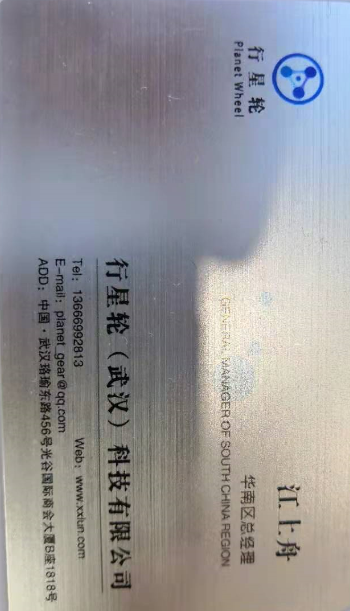 行星轮
Planet Wheel
江上舟
华南区总经理
GENERAL MANAGER OF SOUTH CHINA REGION
行星轮（武汉）科技有限公司
Tel: 13666992813 Web: www.xxlun.com
E-mail: planet_gear@qq.com
ADD: 中国·武汉珞瑜东路456号光谷国际商会大厦B座1818号